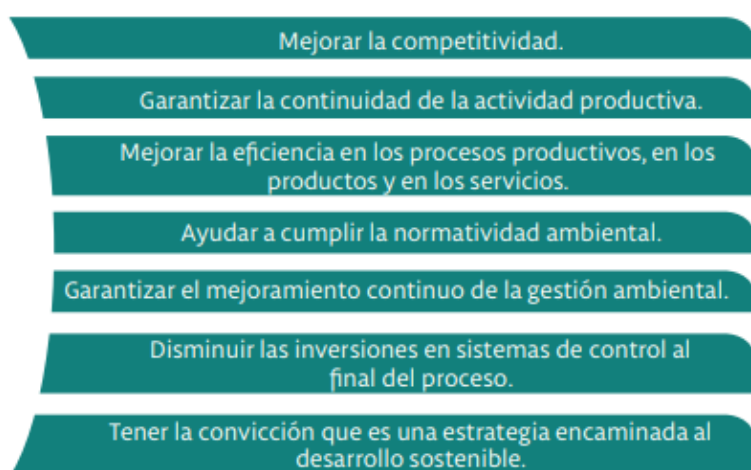 Mejorar la competitividad.
Garantizar la continuidad de la actividad productiva.
Mejorar la eficiencia en los procesos productivos, en los
productos y en los servicios.
Ayudar a cumplir la normatividad ambiental.
Garantizar el mejoramiento continuo de la gestión ambiental.
Disminuir las inversiones en sistemas de control al
final del proceso.
Tener la convicción que es una estrategia encaminada al
desarrollo sostenible.